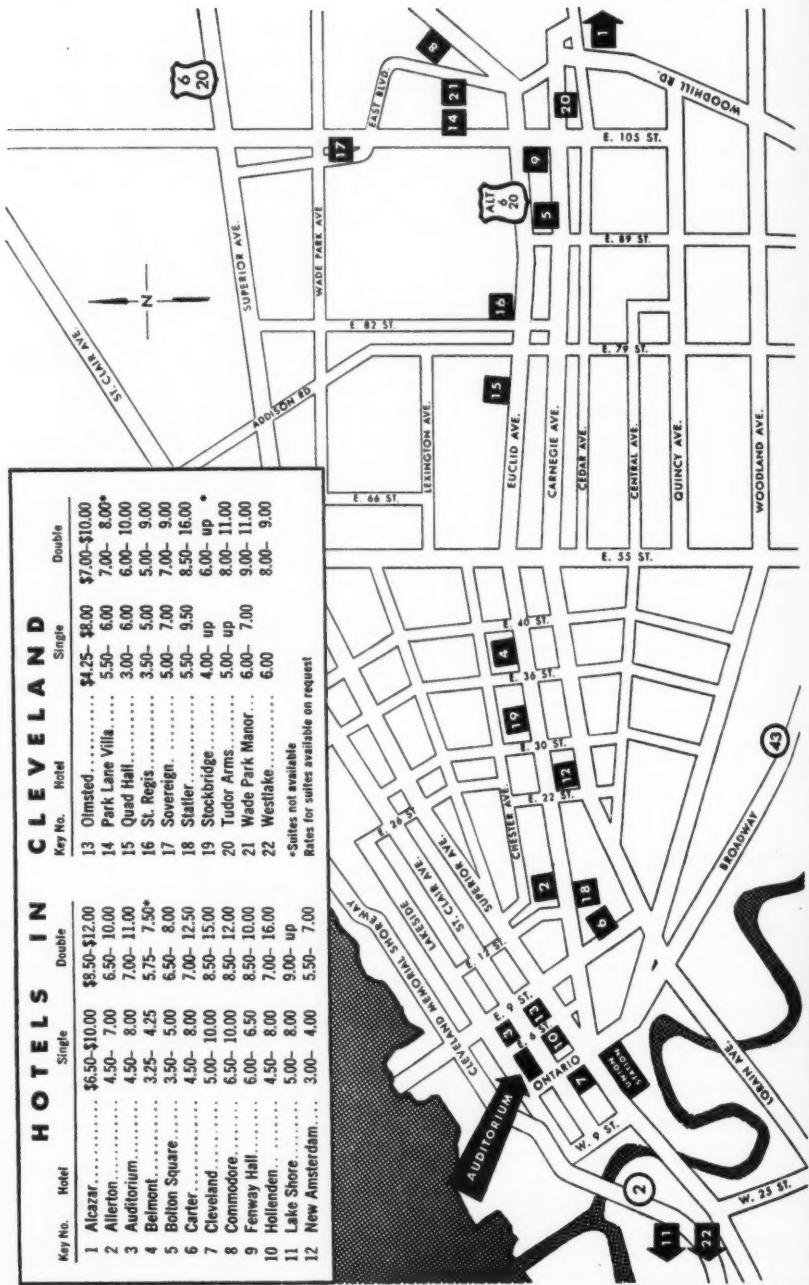 HOTELS IN CLEVELAND
Key No. Hotel Single Double
1 Alcazar........... $6.50-$10.00 $8.50-$12.00
2 Allerton........... 4.50- 7.00 6.50- 10.00
3 Auditorium........... 4.50- 8.00 7.00- 11.00
4 Belmont........... 3.25- 4.25 5.75- 7.50*
5 Bolton Square........... 3.50- 5.00 6.50- 8.00
6 Carter........... 4.50- 8.00 7.00- 12.50
7 Cleveland........... 5.00- 10.00 8.50- 15.00
8 Commodore........... 6.50- 10.00 8.50- 12.00
9 Fenway Hall........... 6.00- 6.50 8.50- 10.00
10 Hollenden........... 4.50- 8.00 7.00- 16.00
11 Lake Shore........... 5.00- 8.00 9.00- up
12 New Amsterdam........... 3.00- 4.00 5.50- 7.00
Key No. Hotel Single Double
13 Olmsted........... $4.25- $8.00 $7.00-$10.00
14 Park Lane Villa........... 5.50- 6.00 7.00- 8.00*
15 Quad Hall........... 3.00- 6.00 6.00- 10.00
16 St. Regis........... 3.50- 5.00 5.00- 9.00
17 Sovereign........... 5.00- 7.00 7.00- 9.00
18 Statler........... 5.50- 9.50 8.50- 16.00
19 Stockbridge........... 4.00- up 6.00- up *
20 Tudor Arms........... 5.00- up 8.00- 11.00
21 Wade Park Manor........... 6.00- 7.00 9.00- 11.00
22 Westlake........... 6.00 8.00- 9.00
*Suites not available
Rates for suites available on request
ST. CLAIR AVE.
N
6
20
SUPERIOR AVE.
WADE PARK AVE
ADDISON RD
E. 82 ST.
17
EAST BLVD.
8
14
21
LEXINGTON AVE.
E. 66 ST.
15
16
ALT
6
20
5
9
20
1
EUCLID AVE.
CARNEGIE AVE.
CEDAR AVE.
CENTRAL AVE.
QUINCY AVE.
WOODLAND AVE.
E. 79 ST.
E. 89 ST.
E. 105 ST.
WOODHILL RD.
E. 55 ST.
E. 40 ST.
4
E. 36 ST.
19
E. 30 ST.
12
E. 22 ST.
CHESTER AVE.
E. 26 ST.
CLEVELAND MEMORIAL SHOREWAY
LAKESIDE
ST. CLAIR AVE.
SUPERIOR AVE.
E. 12 ST.
2
18
6
E. 9 ST.
E. 6 ST.
3
13
10
7
ONTARIO
AUDITORIUM
UNION
STATION
W. 9 ST.
BROADWAY
43
LORAIN AVE.
W. 25 ST.
2
11
22